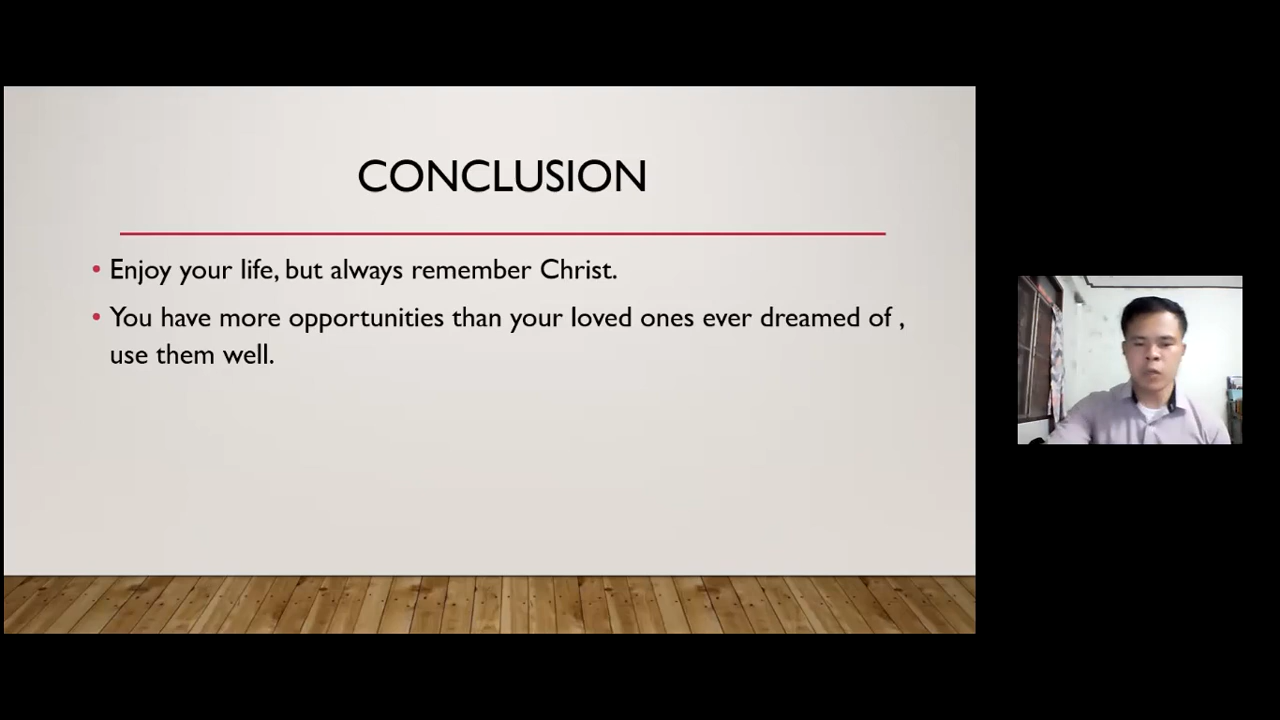 CONCLUSION
• Enjoy your life, but always remember Christ.
• You have more opportunities than your loved ones ever dreamed of ,
use them well.